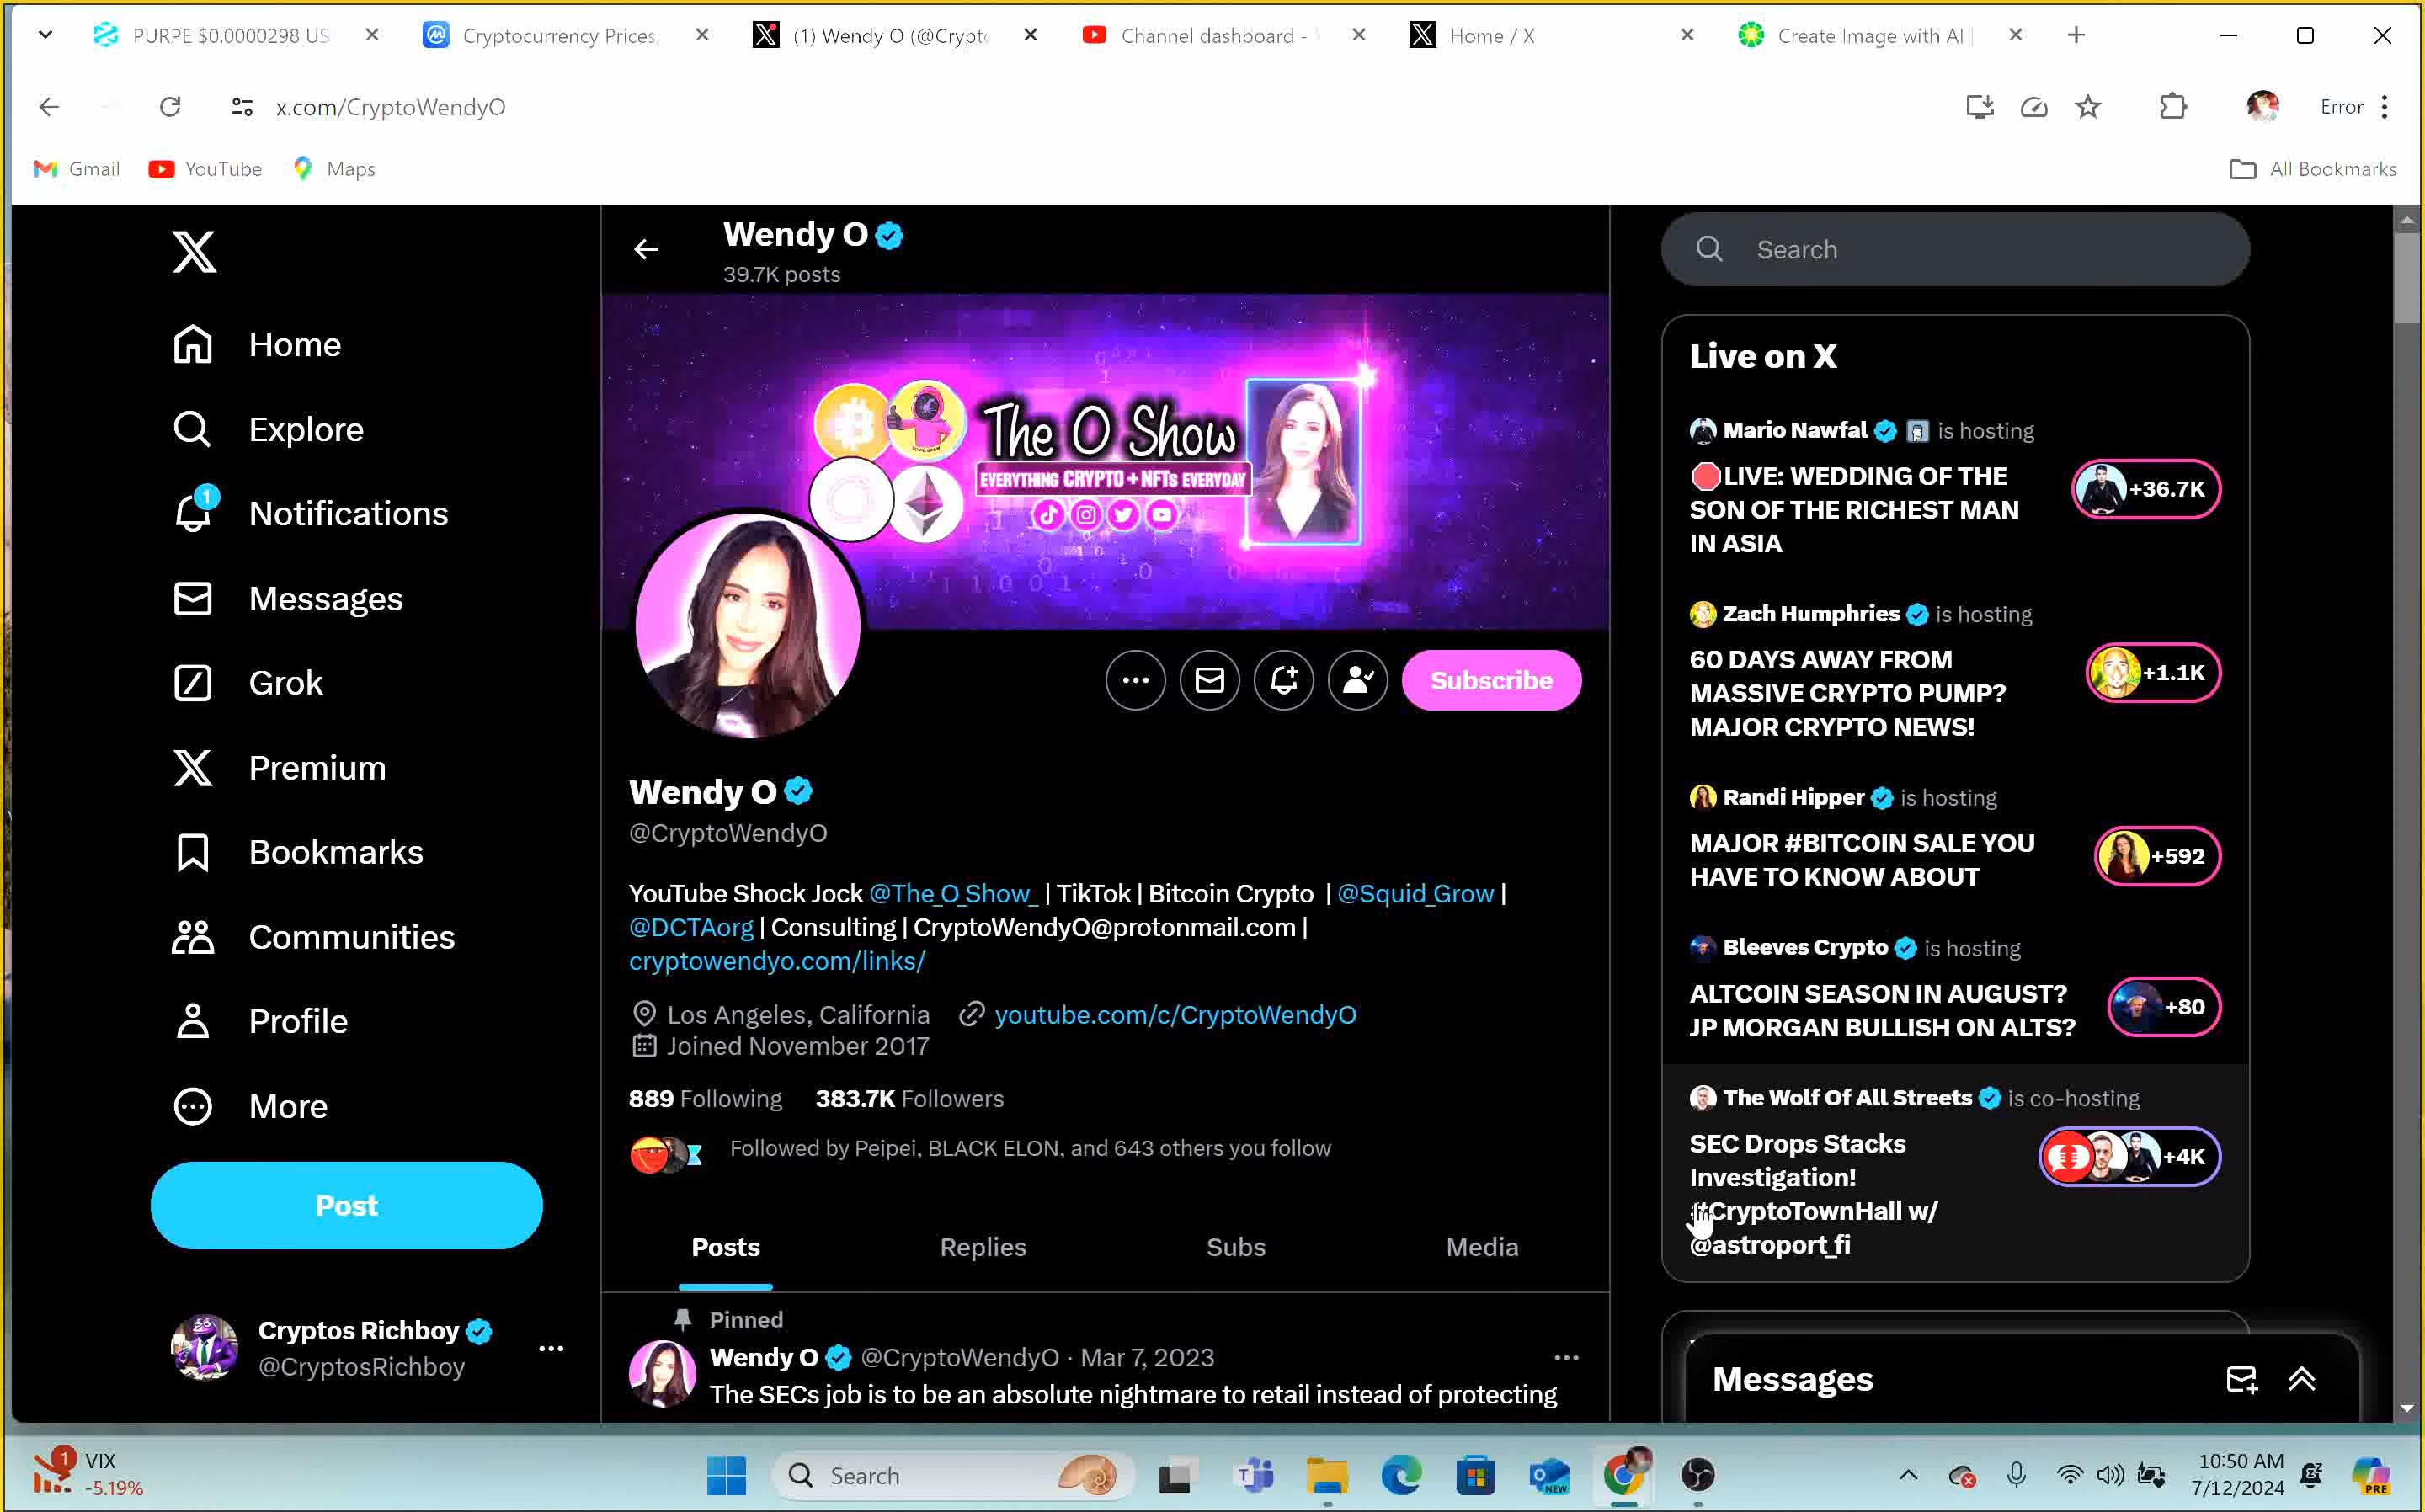 PURPE $0.0000298 US
Cryptocurrency Prices,
(1) Wendy O (@Crypto
Channel dashboard -
Home / X
Create Image with AI
x.com/CryptoWendyO
Error
Gmail
YouTube
Maps
All Bookmarks
Home
Explore
1
Notifications
Messages
Grok
Premium
Bookmarks
Communities
Profile
More
Post
Cryptos Richboy
@CryptosRichboy
Wendy O
39.7K posts
The O Show
EVERYTHING CRYPTO + NFTs EVERYDAY
Subscribe
Wendy O
@CryptoWendyO
YouTube Shock Jock @The_O_Show_ | TikTok | Bitcoin Crypto | @Squid_Grow |
@DCTAorg | Consulting | CryptoWendyO@protonmail.com |
cryptowendyo.com/links/
Los Angeles, California youtube.com/c/CryptoWendyO
Joined November 2017
889 Following 383.7K Followers
Followed by Peipei, BLACK ELON, and 643 others you follow
Posts Replies Subs Media
Pinned
Wendy O @CryptoWendyO · Mar 7, 2023
The SECs job is to be an absolute nightmare to retail instead of protecting
Search
Live on X
Mario Nawfal is hosting
LIVE: WEDDING OF THE
SON OF THE RICHEST MAN
IN ASIA
+36.7K
Zach Humphries is hosting
60 DAYS AWAY FROM
MASSIVE CRYPTO PUMP?
MAJOR CRYPTO NEWS!
+1.1K
Randi Hipper is hosting
MAJOR #BITCOIN SALE YOU
HAVE TO KNOW ABOUT
+592
Bleeves Crypto is hosting
ALTCOIN SEASON IN AUGUST?
JP MORGAN BULLISH ON ALTS?
+80
The Wolf Of All Streets is co-hosting
SEC Drops Stacks
Investigation!
#CryptoTownHall w/
@astroport_fi
+4K
Messages
1
VIX
-5.19%
Search
NEW
10:50 AM
7/12/2024
PRE